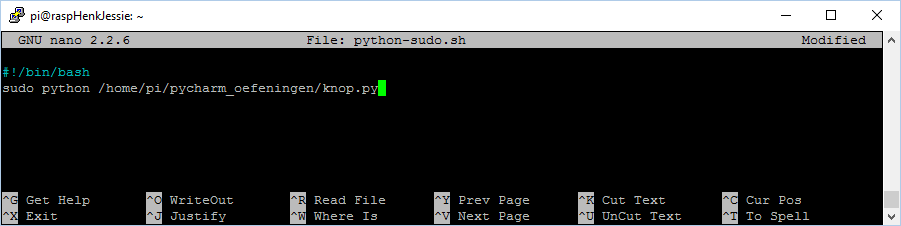 pi@raspHenkJessie: ~
GNU nano 2.2.6 File: python-sudo.sh Modified
#!/bin/bash
sudo python /home/pi/pycharm_oefeningen/knop.py
^G Get Help ^O WriteOut ^R Read File ^Y Prev Page ^K Cut Text ^C Cur Pos
^X Exit ^J Justify ^W Where Is ^V Next Page ^U UnCut Text ^T To Spell